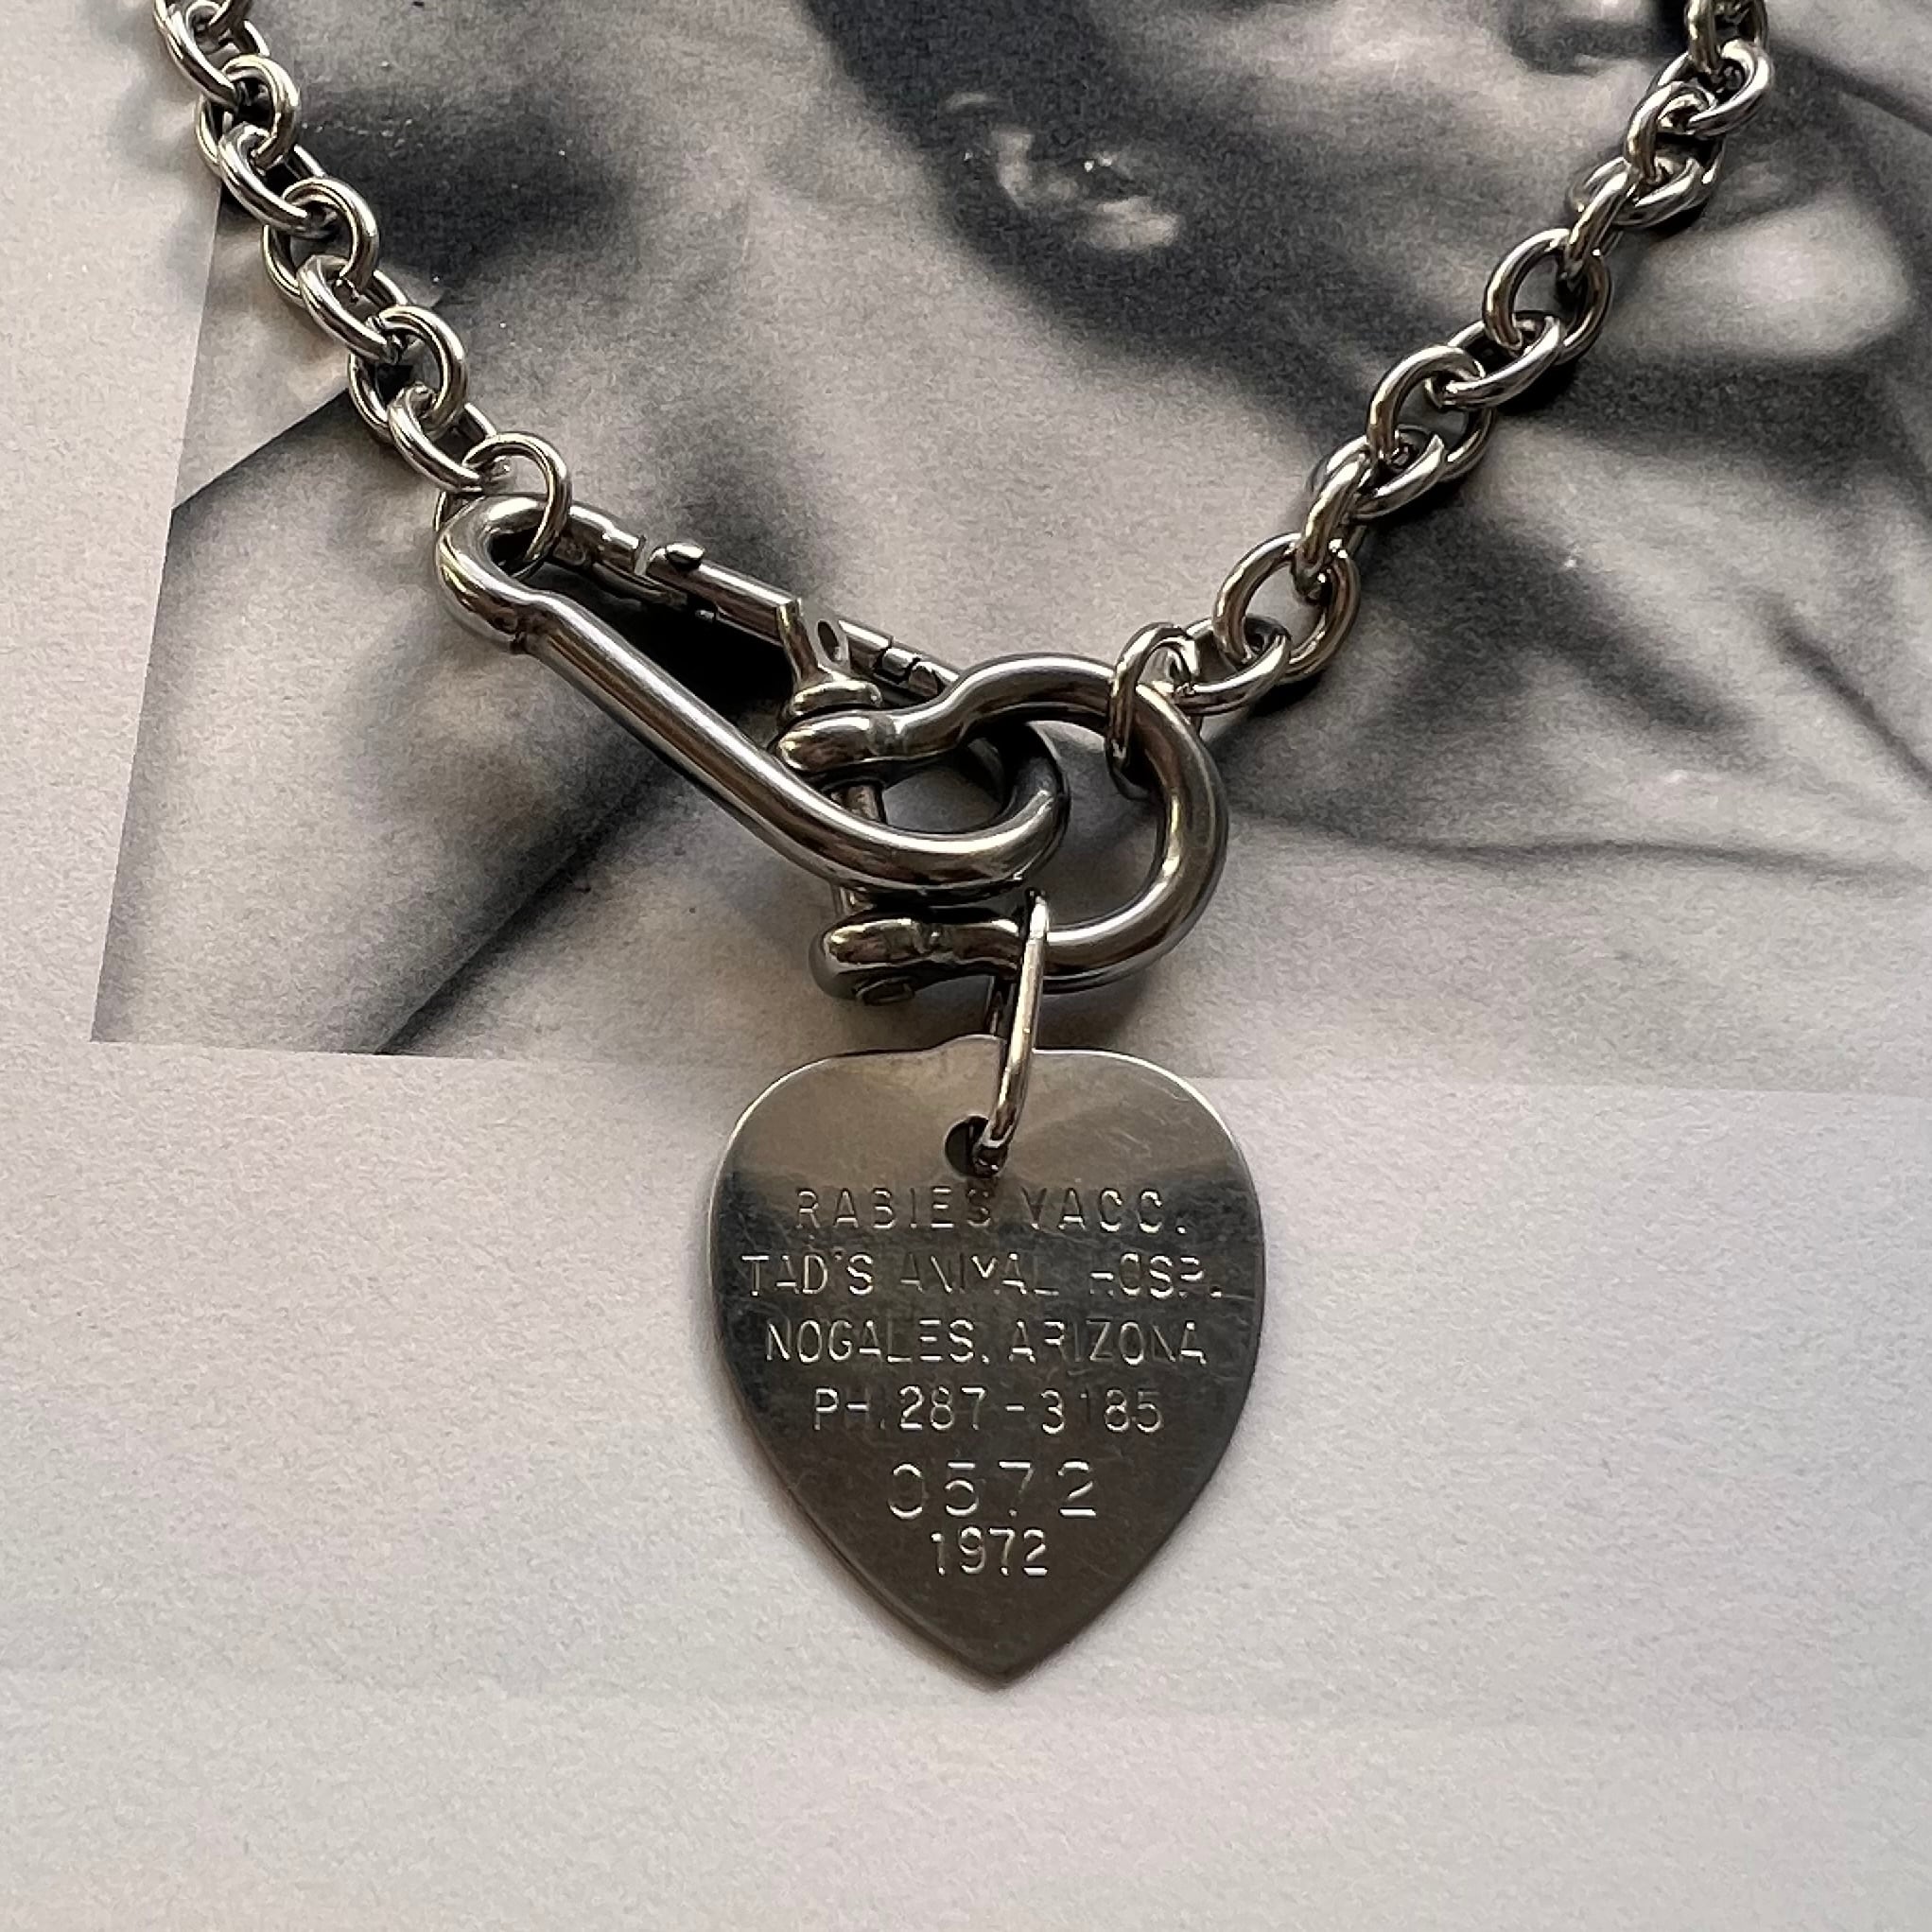 RABIES VACC.
TAD'S ANIMAL HOSP.
NOGALES, ARIZONA
PH.287-3185
0572
1972